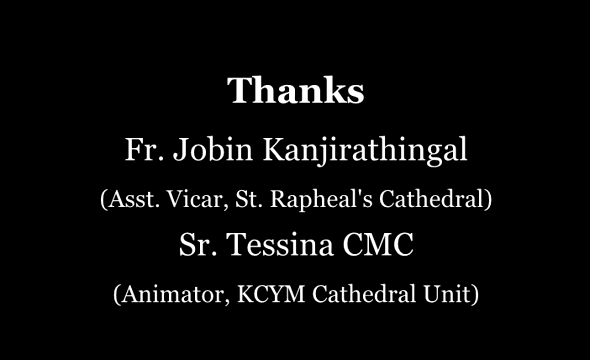 Thanks
Fr. Jobin Kanjirathingal
(Asst. Vicar, St. Rapheal's Cathedral)
Sr. Tessina CMC
(Animator, KCYM Cathedral Unit)